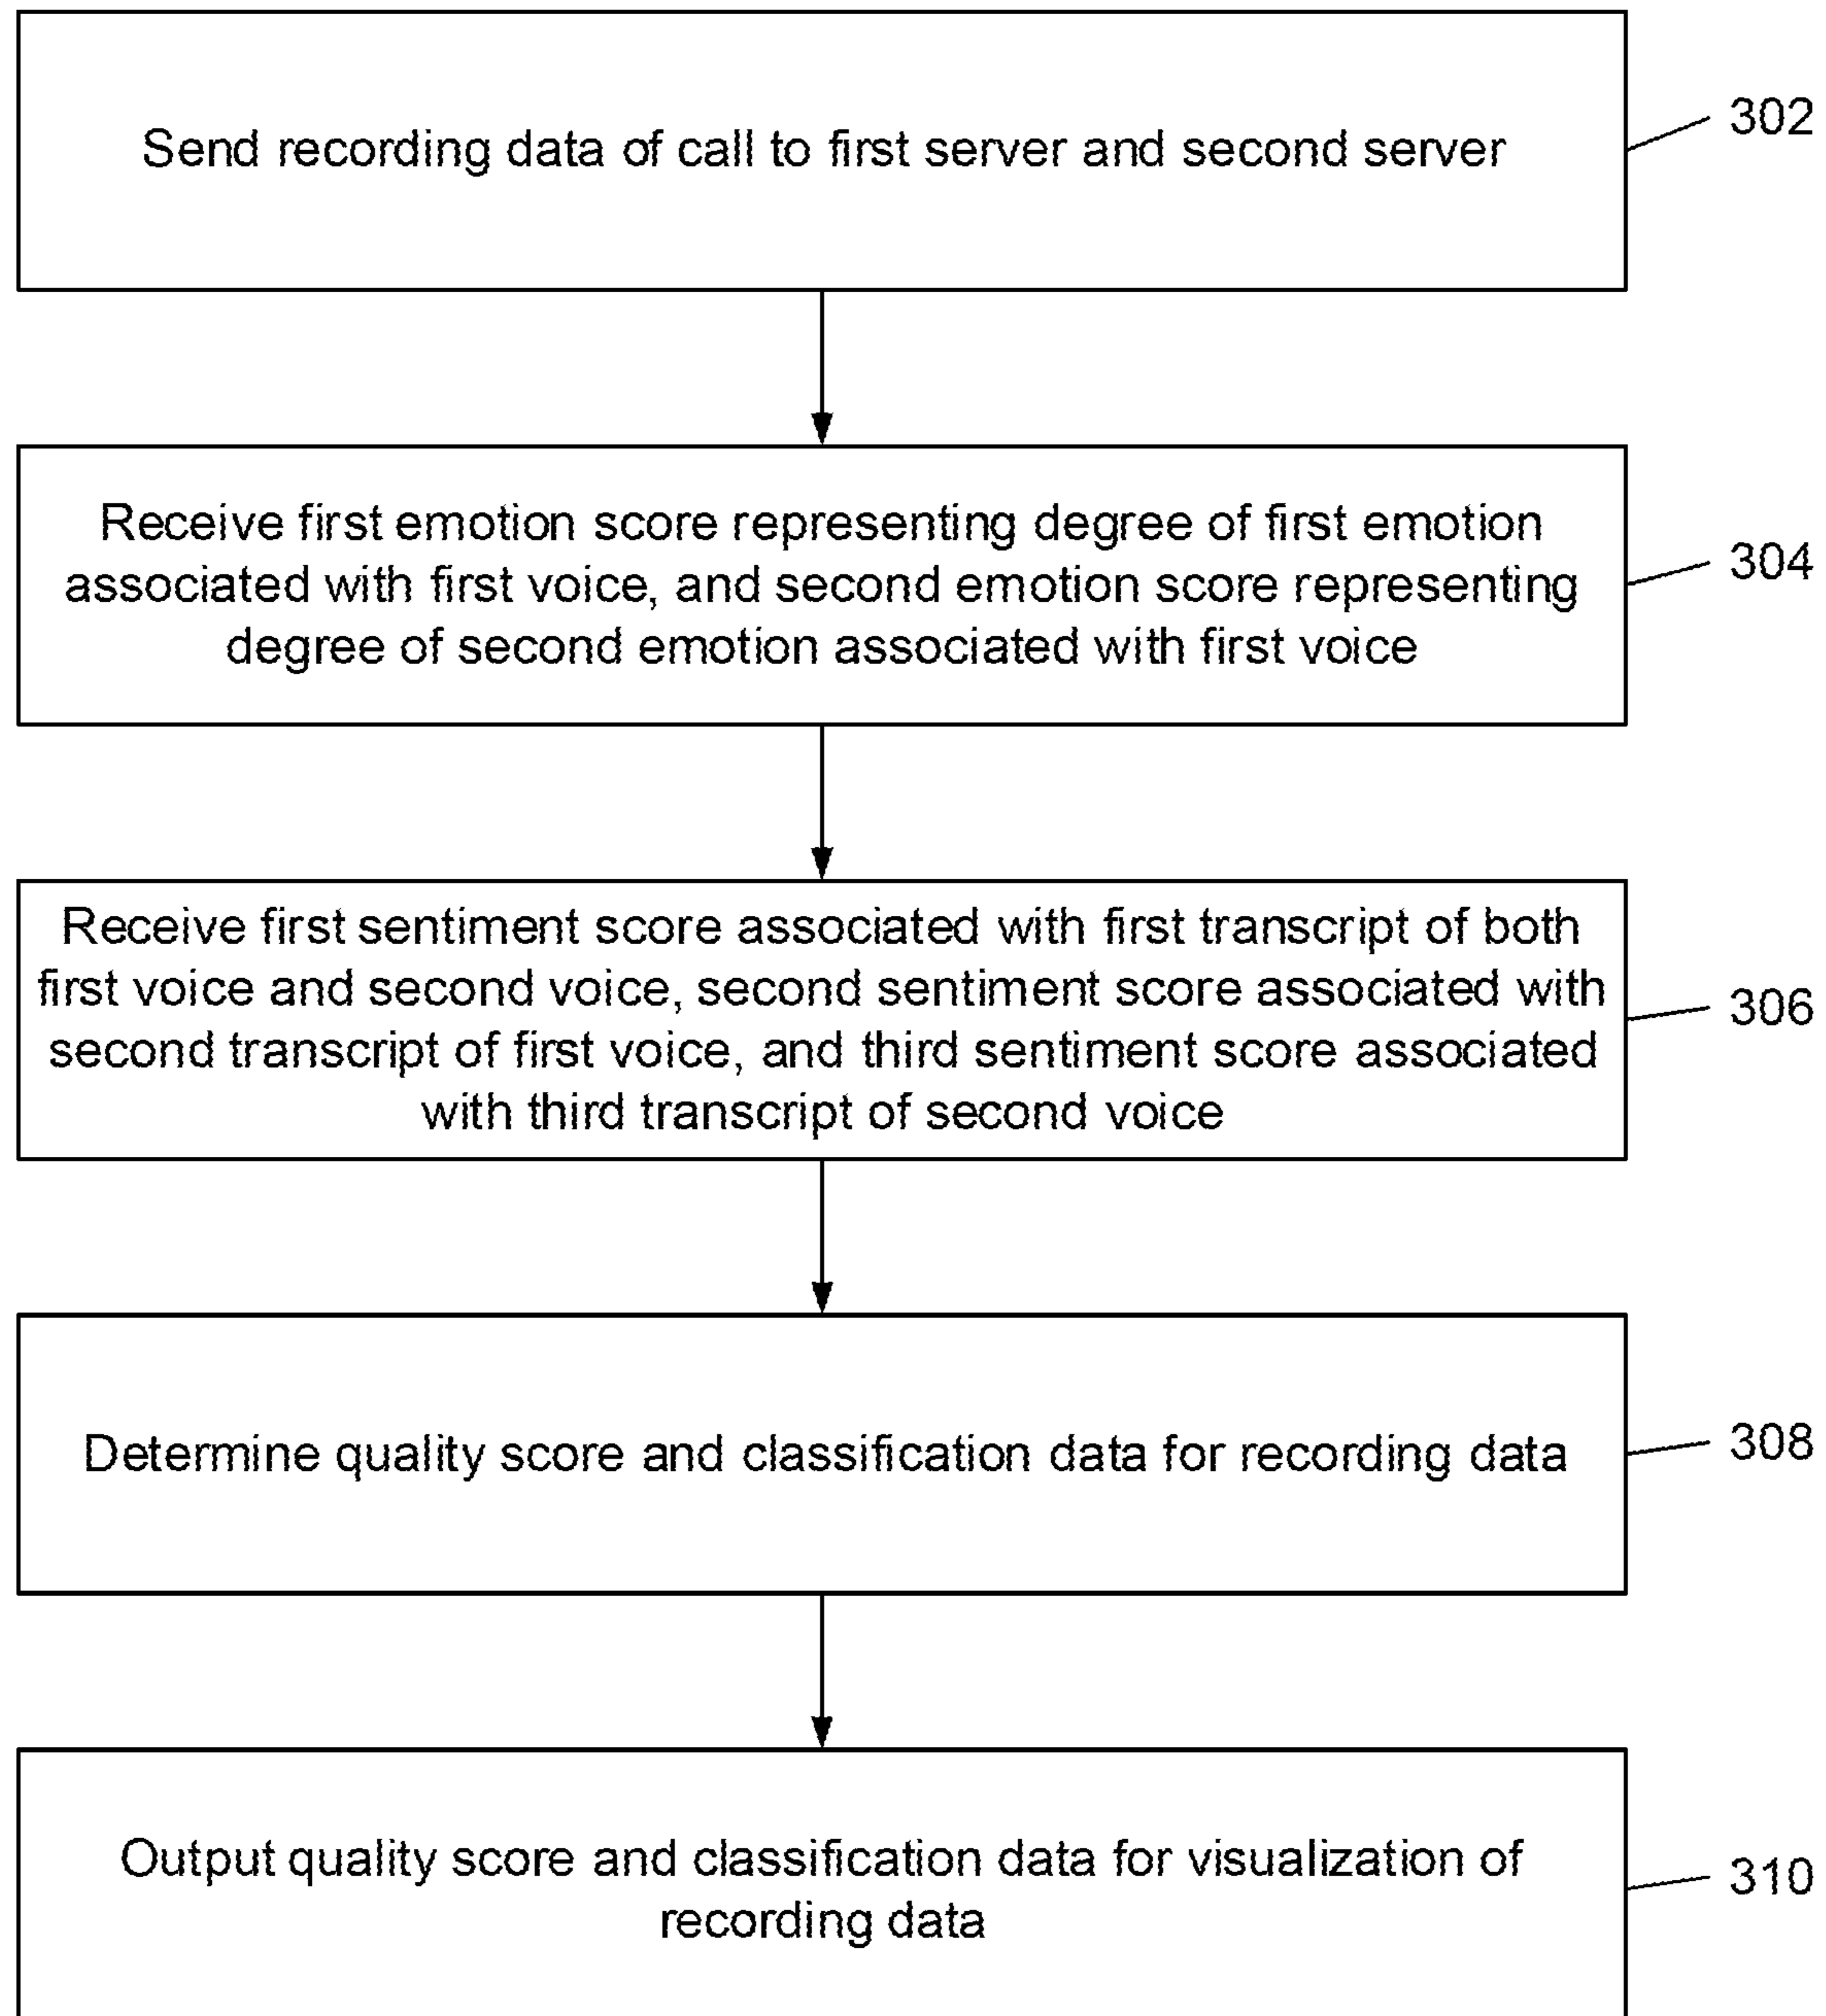 Send recording data of call to first server and second server
302
Receive first emotion score representing degree of first emotion
associated with first voice, and second emotion score representing
degree of second emotion associated with first voice
304
Receive first sentiment score associated with first transcript of both
first voice and second voice, second sentiment score associated with
second transcript of first voice, and third sentiment score associated
with third transcript of second voice
306
Determine quality score and classification data for recording data
308
Output quality score and classification data for visualization of
recording data
310